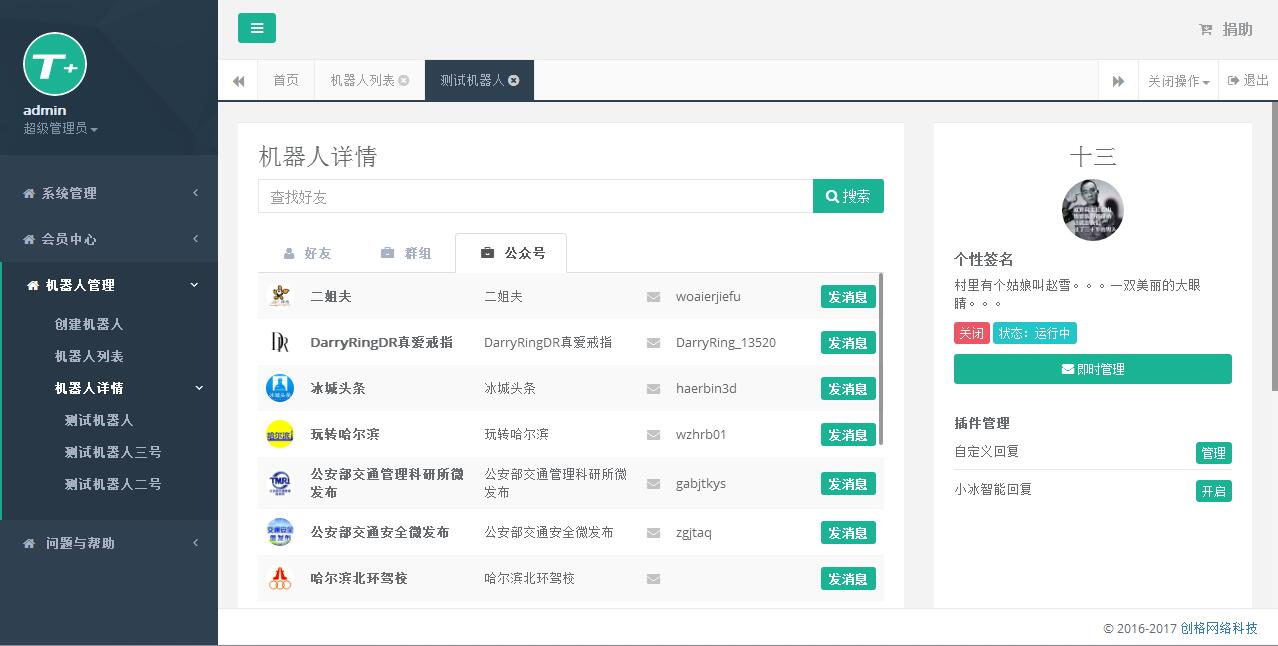 T+
admin
超级管理员
系统管理
会员中心
机器人管理
创建机器人
机器人列表
机器人详情
测试机器人
测试机器人三号
测试机器人二号
问题与帮助
捐助
首页
机器人列表
测试机器人
关闭操作
退出
机器人详情
查找好友
搜索
好友
群组
公众号
二姐夫 二姐夫 woaierjiefu 发消息
DarryRingDR真爱戒指 DarryRingDR真爱戒指 DarryRing_13520 发消息
冰城头条 冰城头条 haerbin3d 发消息
玩转哈尔滨 玩转哈尔滨 wzhrb01 发消息
公安部交通管理科研所微 公安部交通管理科研所微 gabjtkys 发消息
发布 发布
公安部交通安全微发布 公安部交通安全微发布 zgjtaq 发消息
哈尔滨北环驾校 哈尔滨北环驾校 发消息
十三
个性签名
村里有个姑娘叫赵雪。。。一双美丽的大眼
睛。。。
关闭 状态：运行中
即时管理
插件管理
自定义回复 管理
小冰智能回复 开启
© 2016-2017 创格网络科技